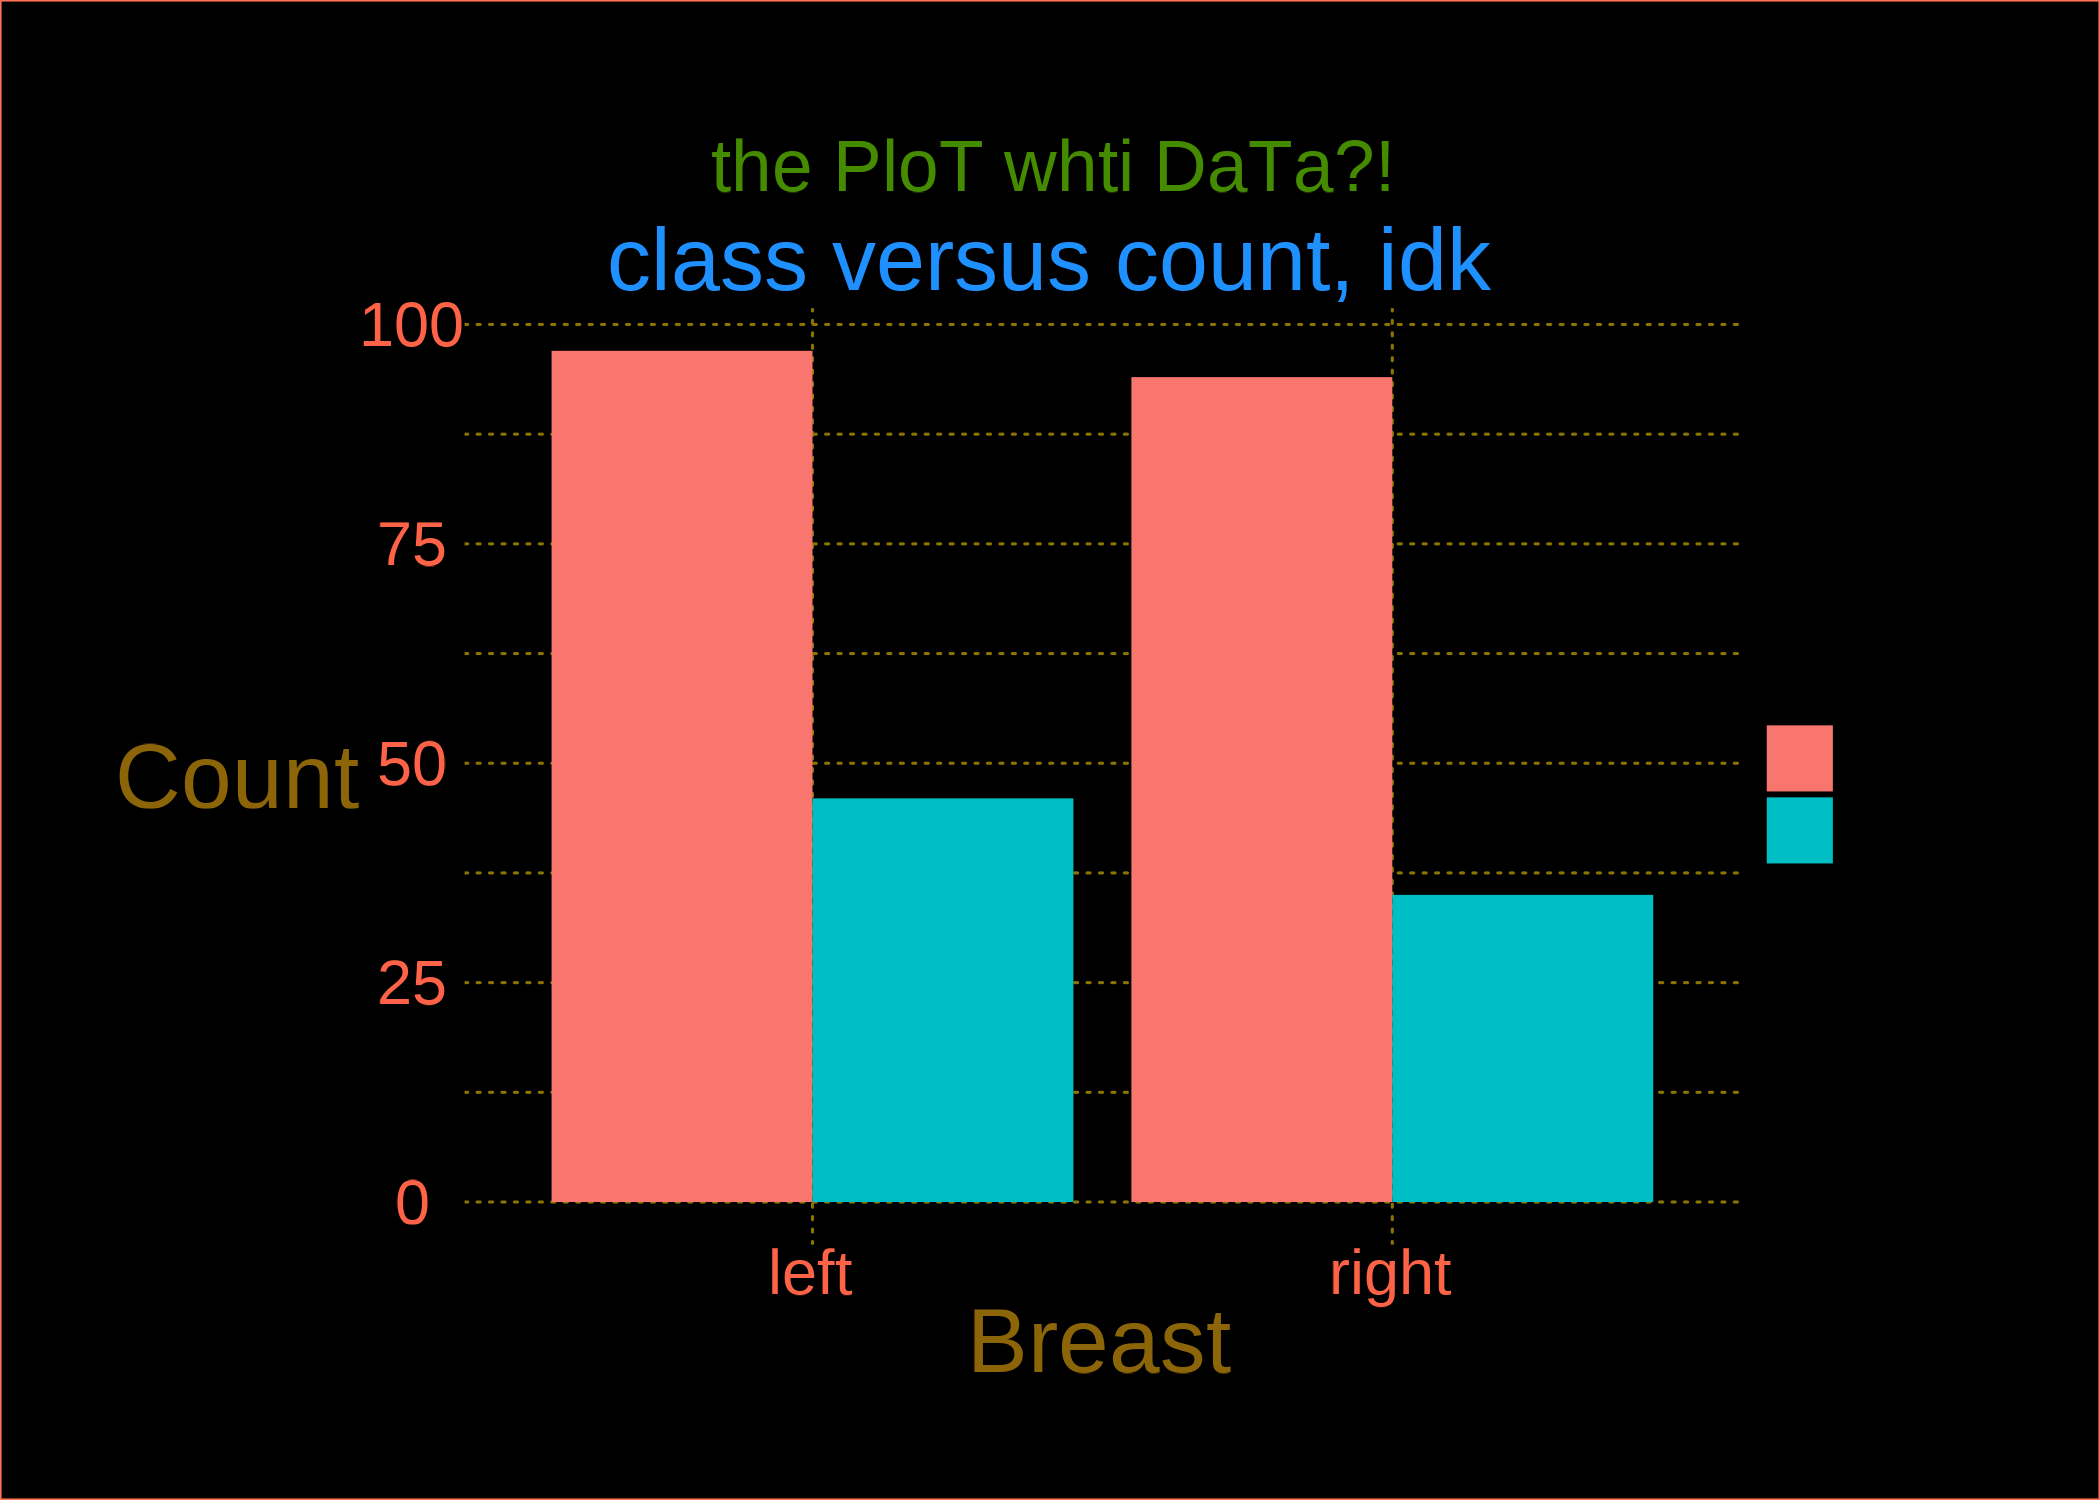 the PloT whti DaTa?!
class versus count, idk
100
75
50
25
0
Count
left
right
Breast